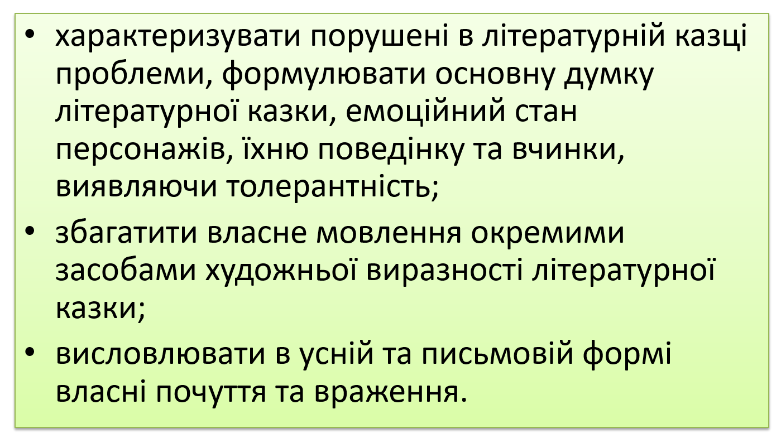 • характеризувати порушені в літературній казці
проблеми, формулювати основну думку
літературної казки, емоційний стан
персонажів, їхню поведінку та вчинки,
виявляючи толерантність;
• збагатити власне мовлення окремими
засобами художньої виразності літературної
казки;
• висловлювати в усній та письмовій формі
власні почуття та враження.